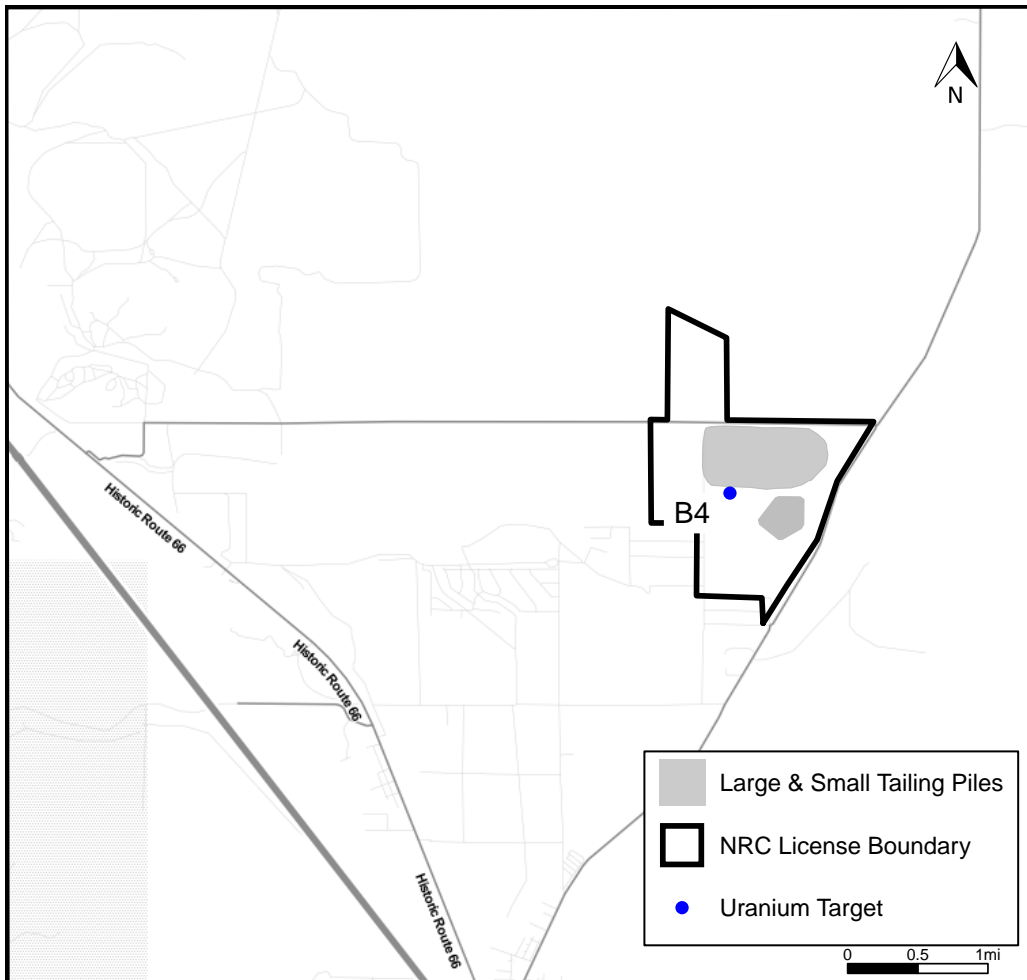 N
B4
Historic Route 66
Historic Route 66
Historic Route 66
Large & Small Tailing Piles
NRC License Boundary
Uranium Target
0 0.5 1mi